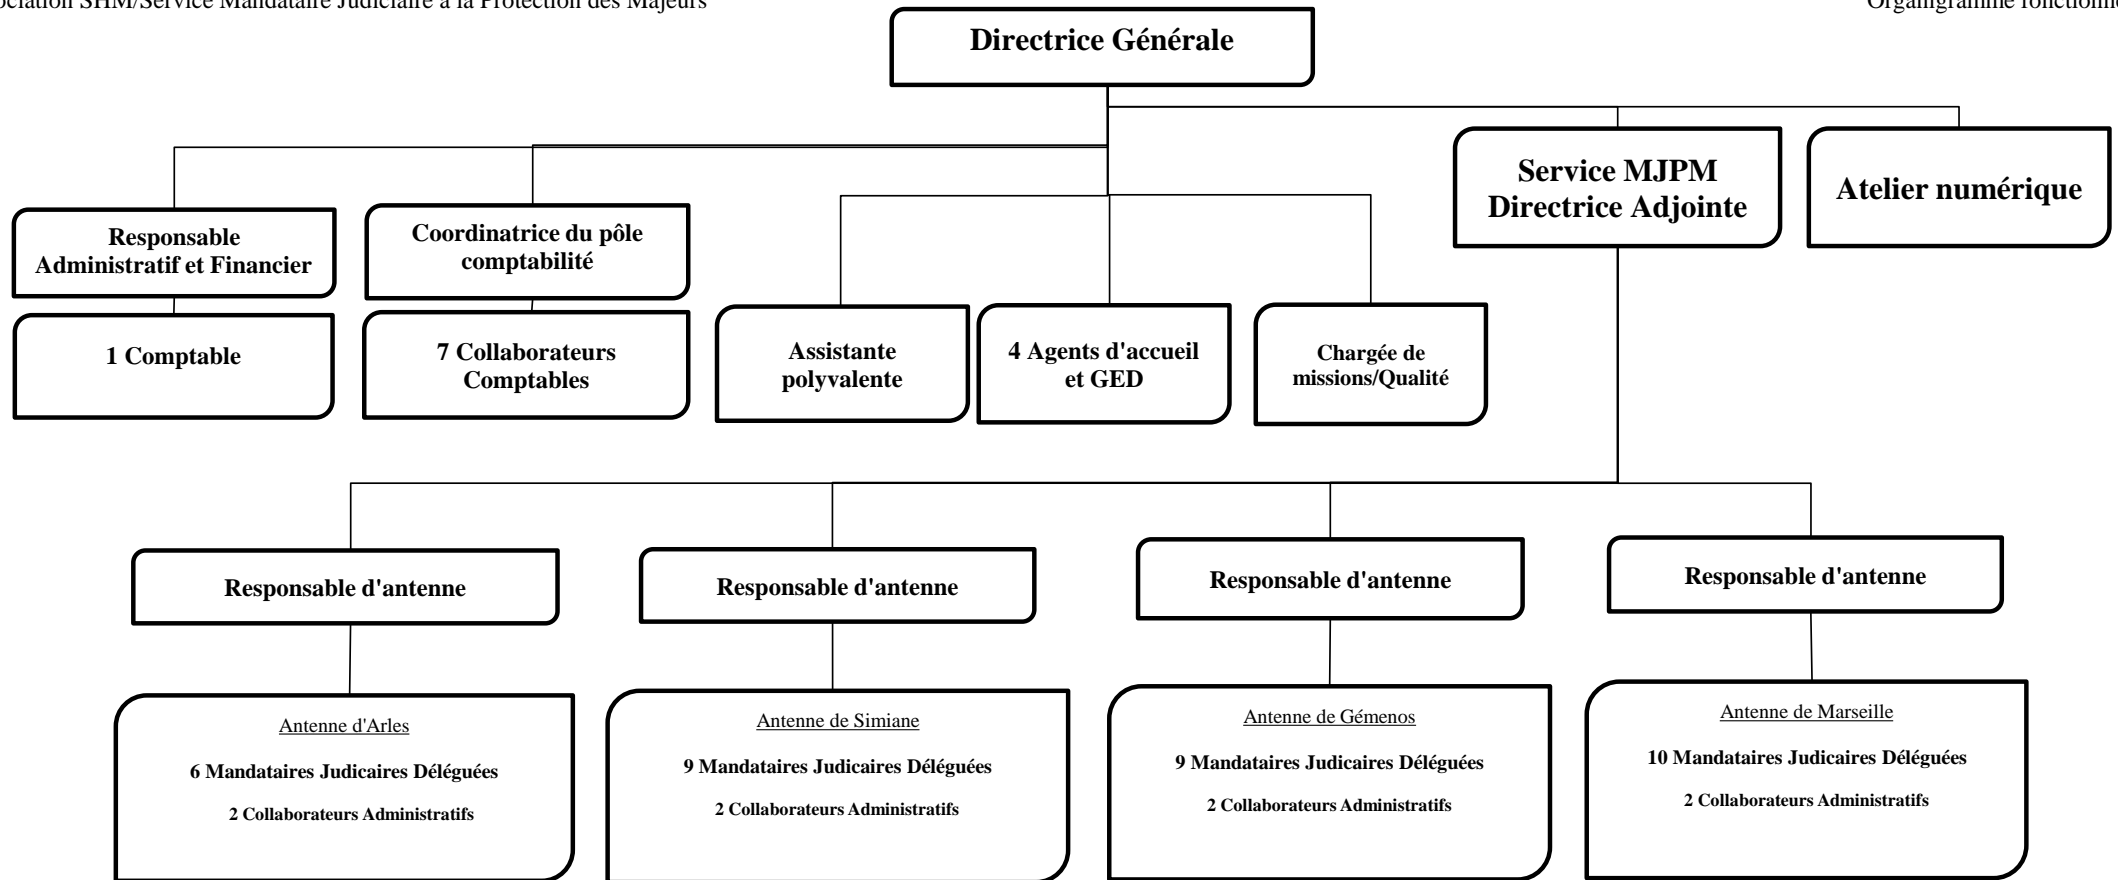 SHM/Service Mandataire Judiciaire à la Protection des Majeurs
Organigramme
Directrice Générale
Service MJPM
Directrice Adjointe
Atelier numérique
Responsable
Administratif et Financier
Coordinatrice du pôle
comptabilité
1 Comptable
7 Collaborateurs
Comptables
Assistante
polyvalente
4 Agents d'accueil
et GED
Chargée de
missions/Qualité
Responsable d'antenne
Responsable d'antenne
Responsable d'antenne
Responsable d'antenne
Antenne d'Arles
6 Mandataires Judicaires Déléguées
2 Collaborateurs Administratifs
Antenne de Simiane
9 Mandataires Judicaires Déléguées
2 Collaborateurs Administratifs
Antenne de Gémenos
9 Mandataires Judicaires Déléguées
2 Collaborateurs Administratifs
Antenne de Marseille
10 Mandataires Judicaires Déléguées
2 Collaborateurs Administratifs